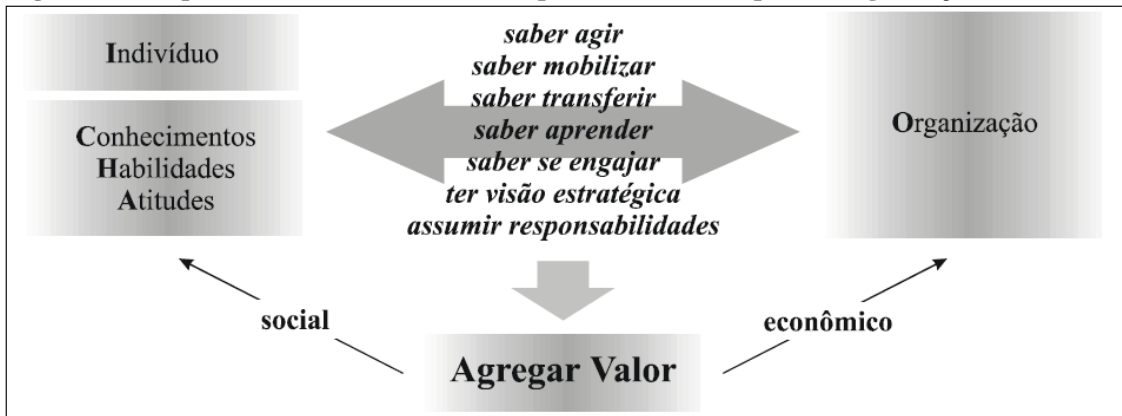 Indivíduo
Conhecimentos
Habilidades
Atitudes
saber agir
saber mobilizar
saber transferir
saber aprender
saber se engajar
ter visão estratégica
assumir responsabilidades
Organização
social
econômico
Agregar Valor